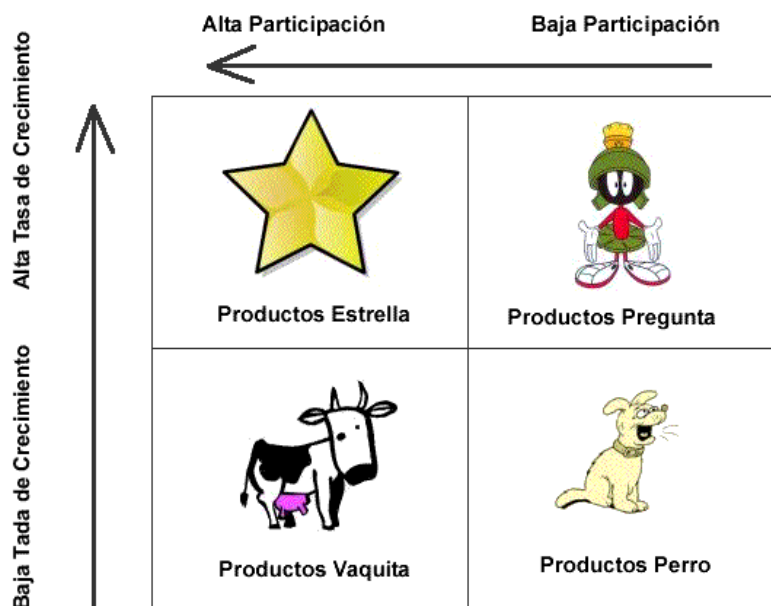 Alta Participación
Baja Participación
Alta Tasa de Crecimiento
Productos Estrella
Productos Pregunta
Baja Tada de Crecimiento
Productos Vaquita
Productos Perro